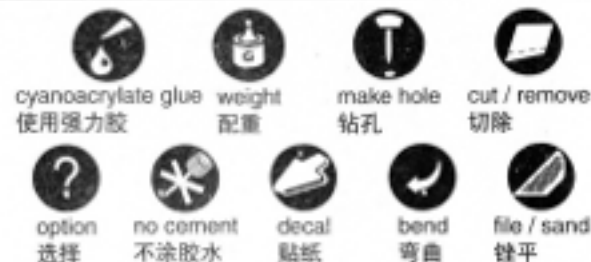 cyanoacrylate glue weight make hole cut / remove
使用强力胶 配重 钻孔 切除
?
option no cement decal bend file / sand
选择 不涂胶水 贴纸 弯曲 锉平